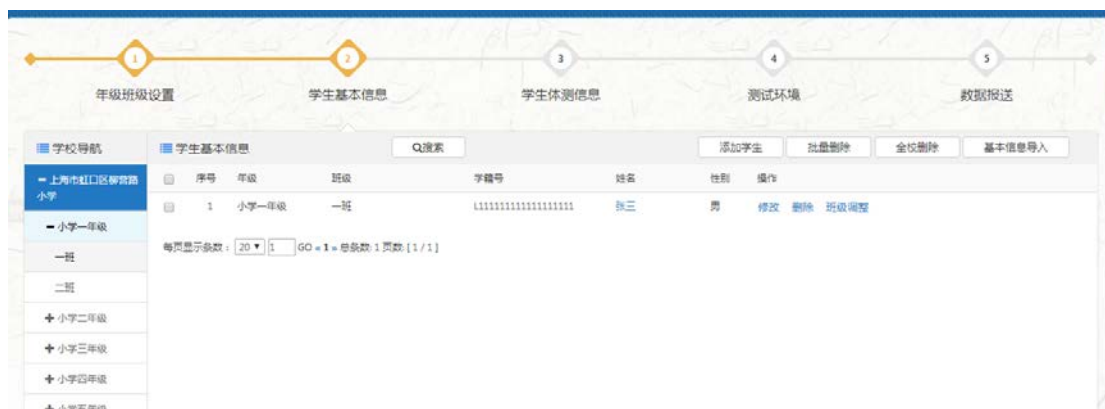 1 2 3 4 5
年级班级设置 学生基本信息 学生体测信息 测试环境 数据报送
学校导航 学生基本信息 搜索 添加学生 批量删除 全校删除 基本信息导入
上海市虹口区柳营路小学
序号 年级 班级 学籍号 姓名 性别 操作
1 小学一年级 一班 张三 男 修改 删除 班级调整
每页显示条数: 20 1 GO « 1 » 总条数: 1 页数: [ 1 / 1 ]
小学一年级
一班
二班
小学二年级
小学三年级
小学四年级
小学五年级